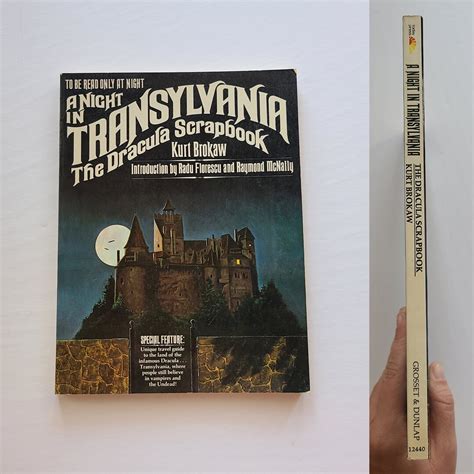 TO BE READ ONLY AT NIGHT
A NIGHT
IN
TRANSYLVANIA
The Dracula Scrapbook
Kurt Brokaw
Introduction by Radu Florescu and Raymond McNally
SPECIAL FEATURE:
Unique travel guide
to the land of the
infamous Dracula . . .
Transylvania, where
people still believe
in vampires and
the Undead!
A NIGHT IN TRANSYLVANIA
THE DRACULA SCRAPBOOK
KURT BROKAW
GROSSET & DUNLAP
12440